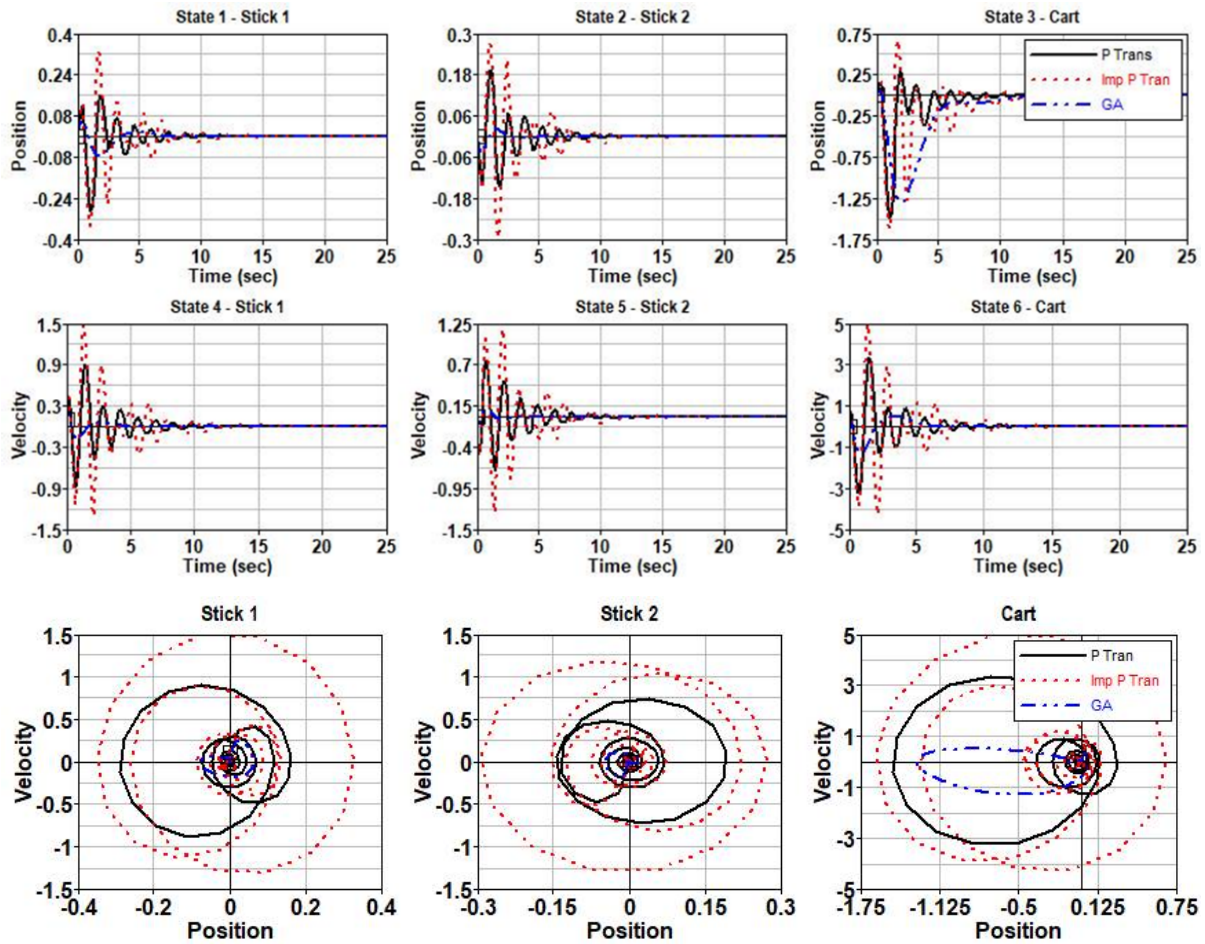 State 1 - Stick 1
State 2 - Stick 2
State 3 - Cart
Position
0.4
0.24
0.08
-0.08
-0.24
-0.4
0 5 10 15 20 25
Time (sec)
Position
0.3
0.18
0.06
-0.06
-0.18
-0.3
0 5 10 15 20 25
Time (sec)
Position
0.75
0.25
-0.25
-0.75
-1.25
-1.75
P Trans
Imp P Tran
GA
0 5 10 15 20 25
Time (sec)
State 4 - Stick 1
State 5 - Stick 2
State 6 - Cart
Velocity
1.5
0.9
0.3
-0.3
-0.9
-1.5
0 5 10 15 20 25
Time (sec)
Velocity
1.25
0.7
0.15
-0.4
-0.95
-1.5
0 5 10 15 20 25
Time (sec)
Velocity
5
3
1
-1
-3
-5
0 5 10 15 20 25
Time (sec)
Stick 1
Stick 2
Cart
Velocity
1.5
1
0.5
0
-0.5
-1
-1.5
-0.4 -0.2 0 0.2 0.4
Position
Velocity
1.5
1
0.5
0
-0.5
-1
-1.5
-0.3 -0.15 0 0.15 0.3
Position
Velocity
5
3
1
-1
-3
-5
P Tran
Imp P Tran
GA
-1.75 -1.125 -0.5 0.125 0.75
Position